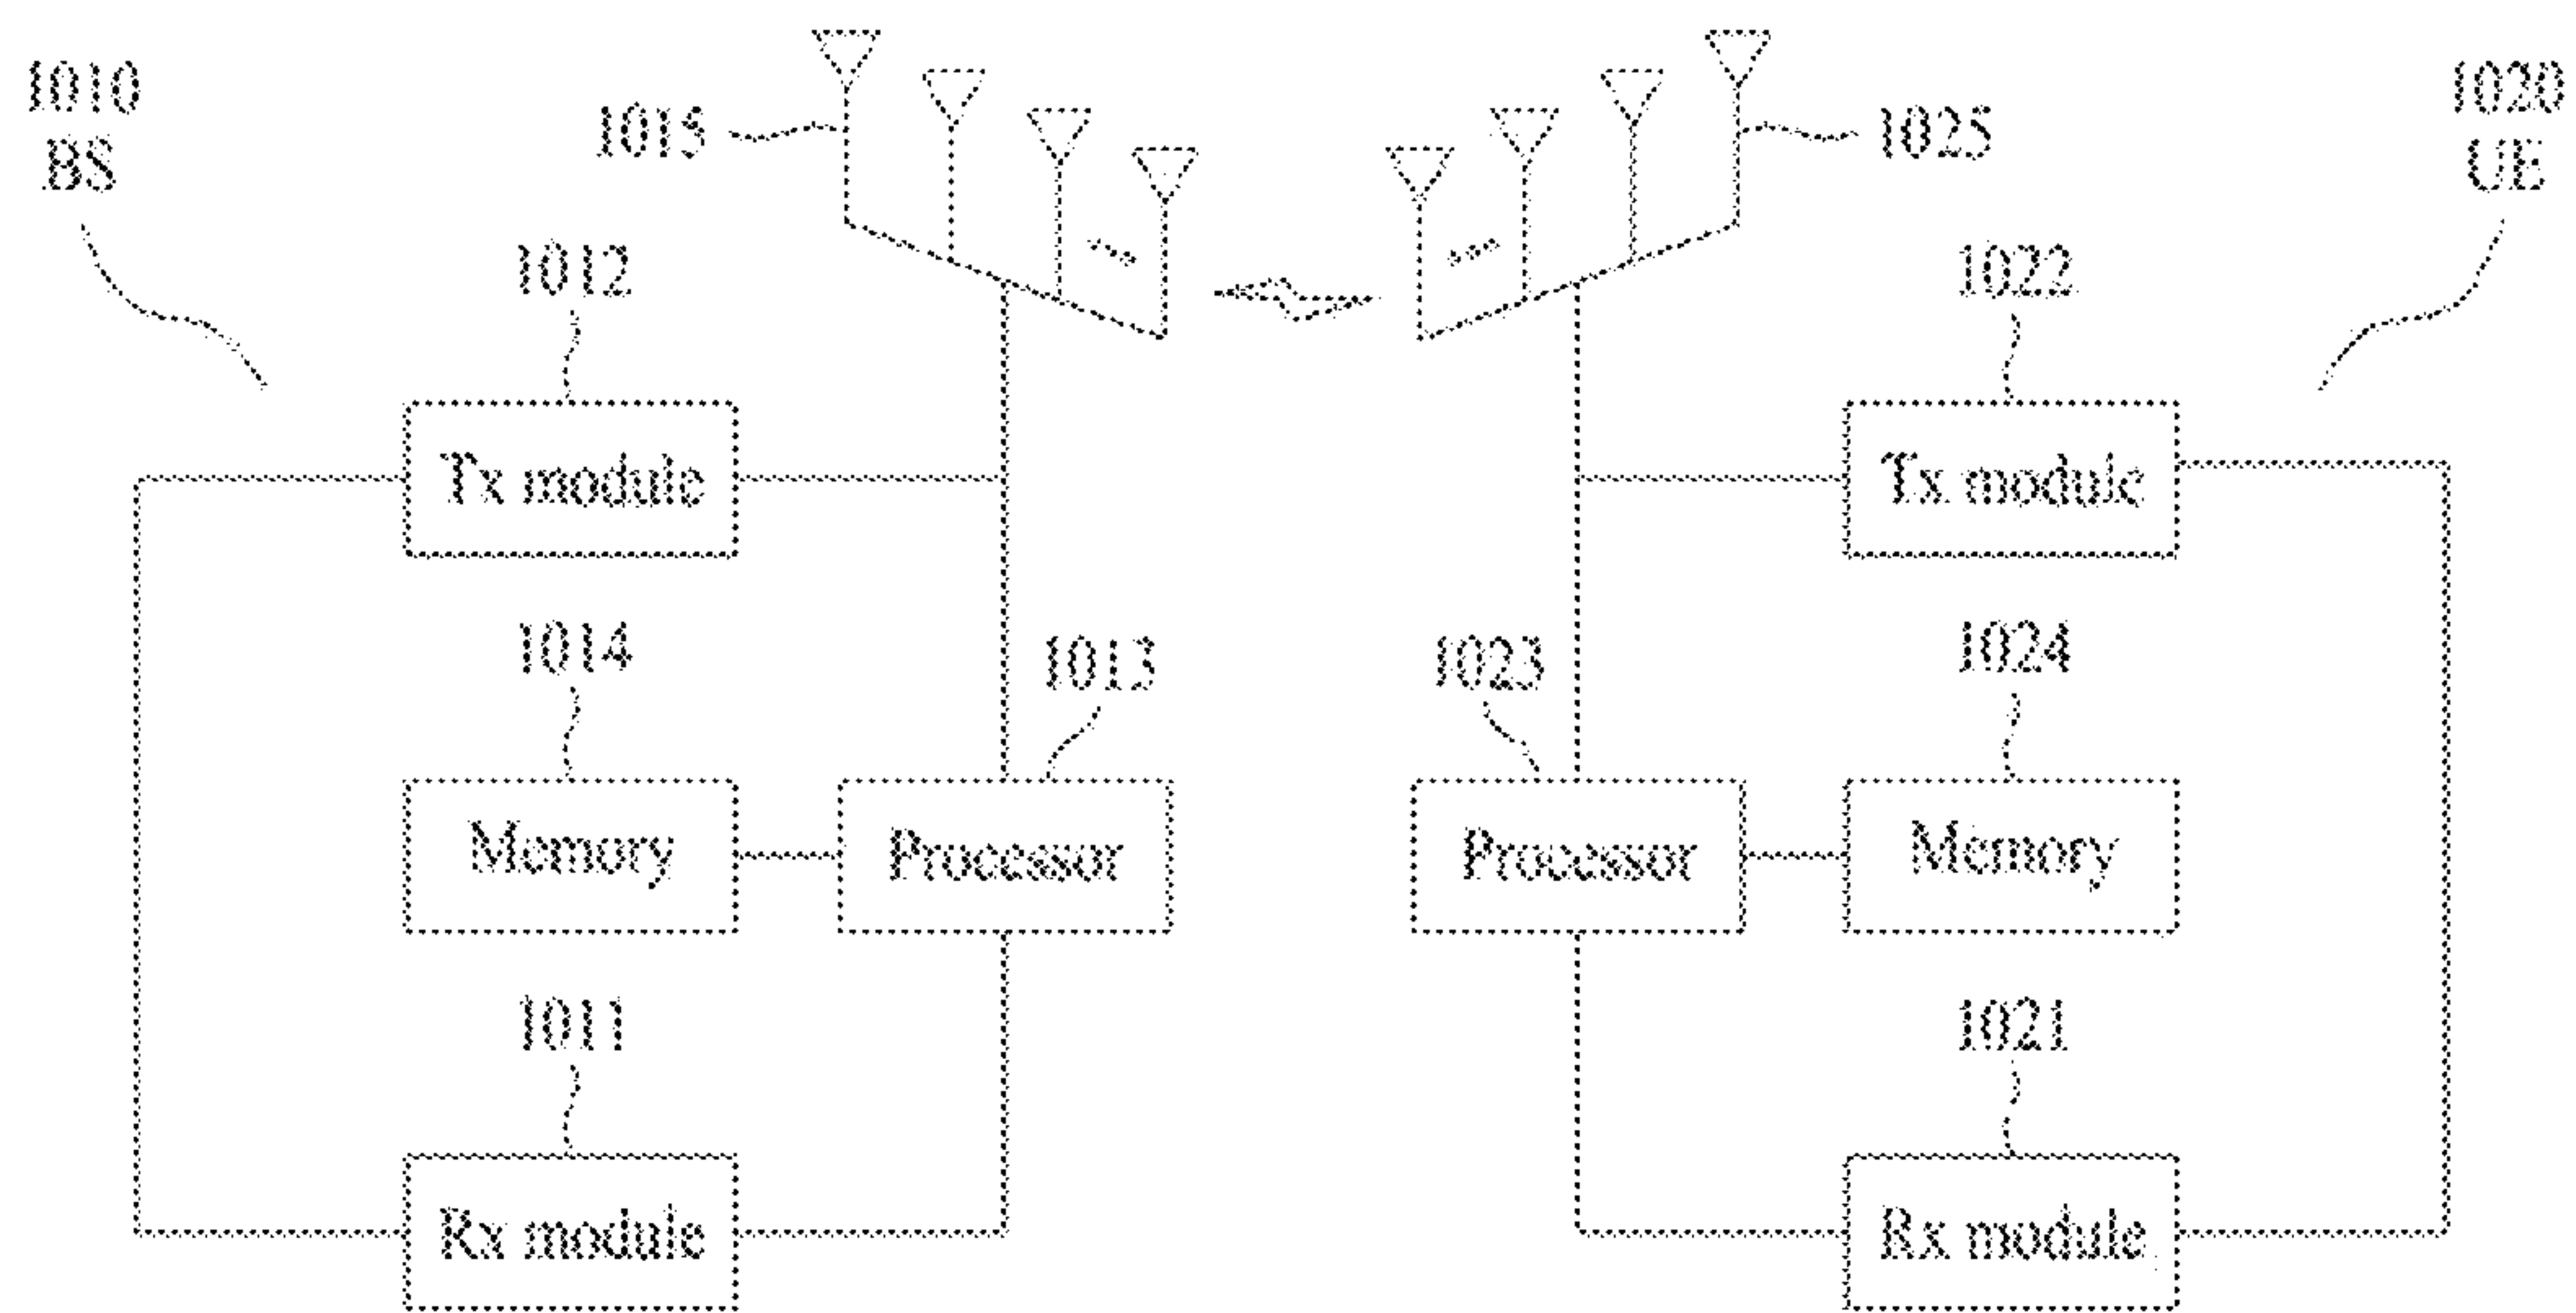 1010
BS
1015
1025
1020
UE
1012
1022
Tx module
Tx module
1014
1013
1023
1024
Memory
Processor
Processor
Memory
1011
1021
Rx module
Rx module